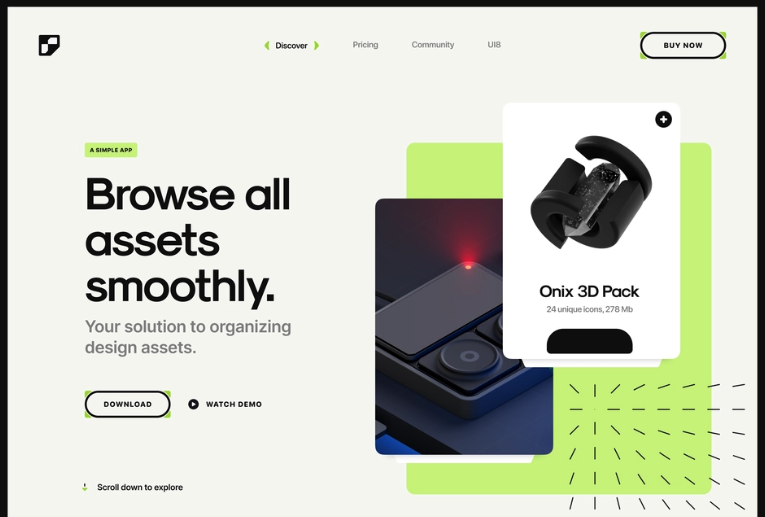 Discover
Pricing
Community
UI8
BUY NOW
A SIMPLE APP
Browse all
assets
smoothly.
Your solution to organizing
design assets.
DOWNLOAD
WATCH DEMO
Scroll down to explore
Onix 3D Pack
24 unique icons, 278 Mb